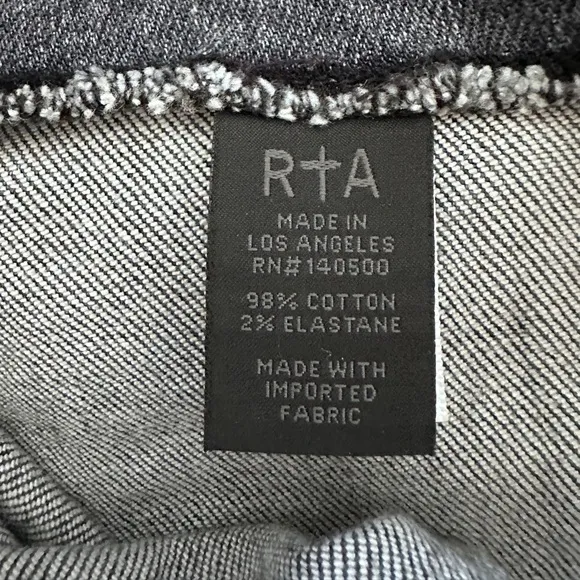 R†A
MADE IN
LOS ANGELES
RN#140500
98% COTTON
2% ELASTANE
MADE WITH
IMPORTED
FABRIC